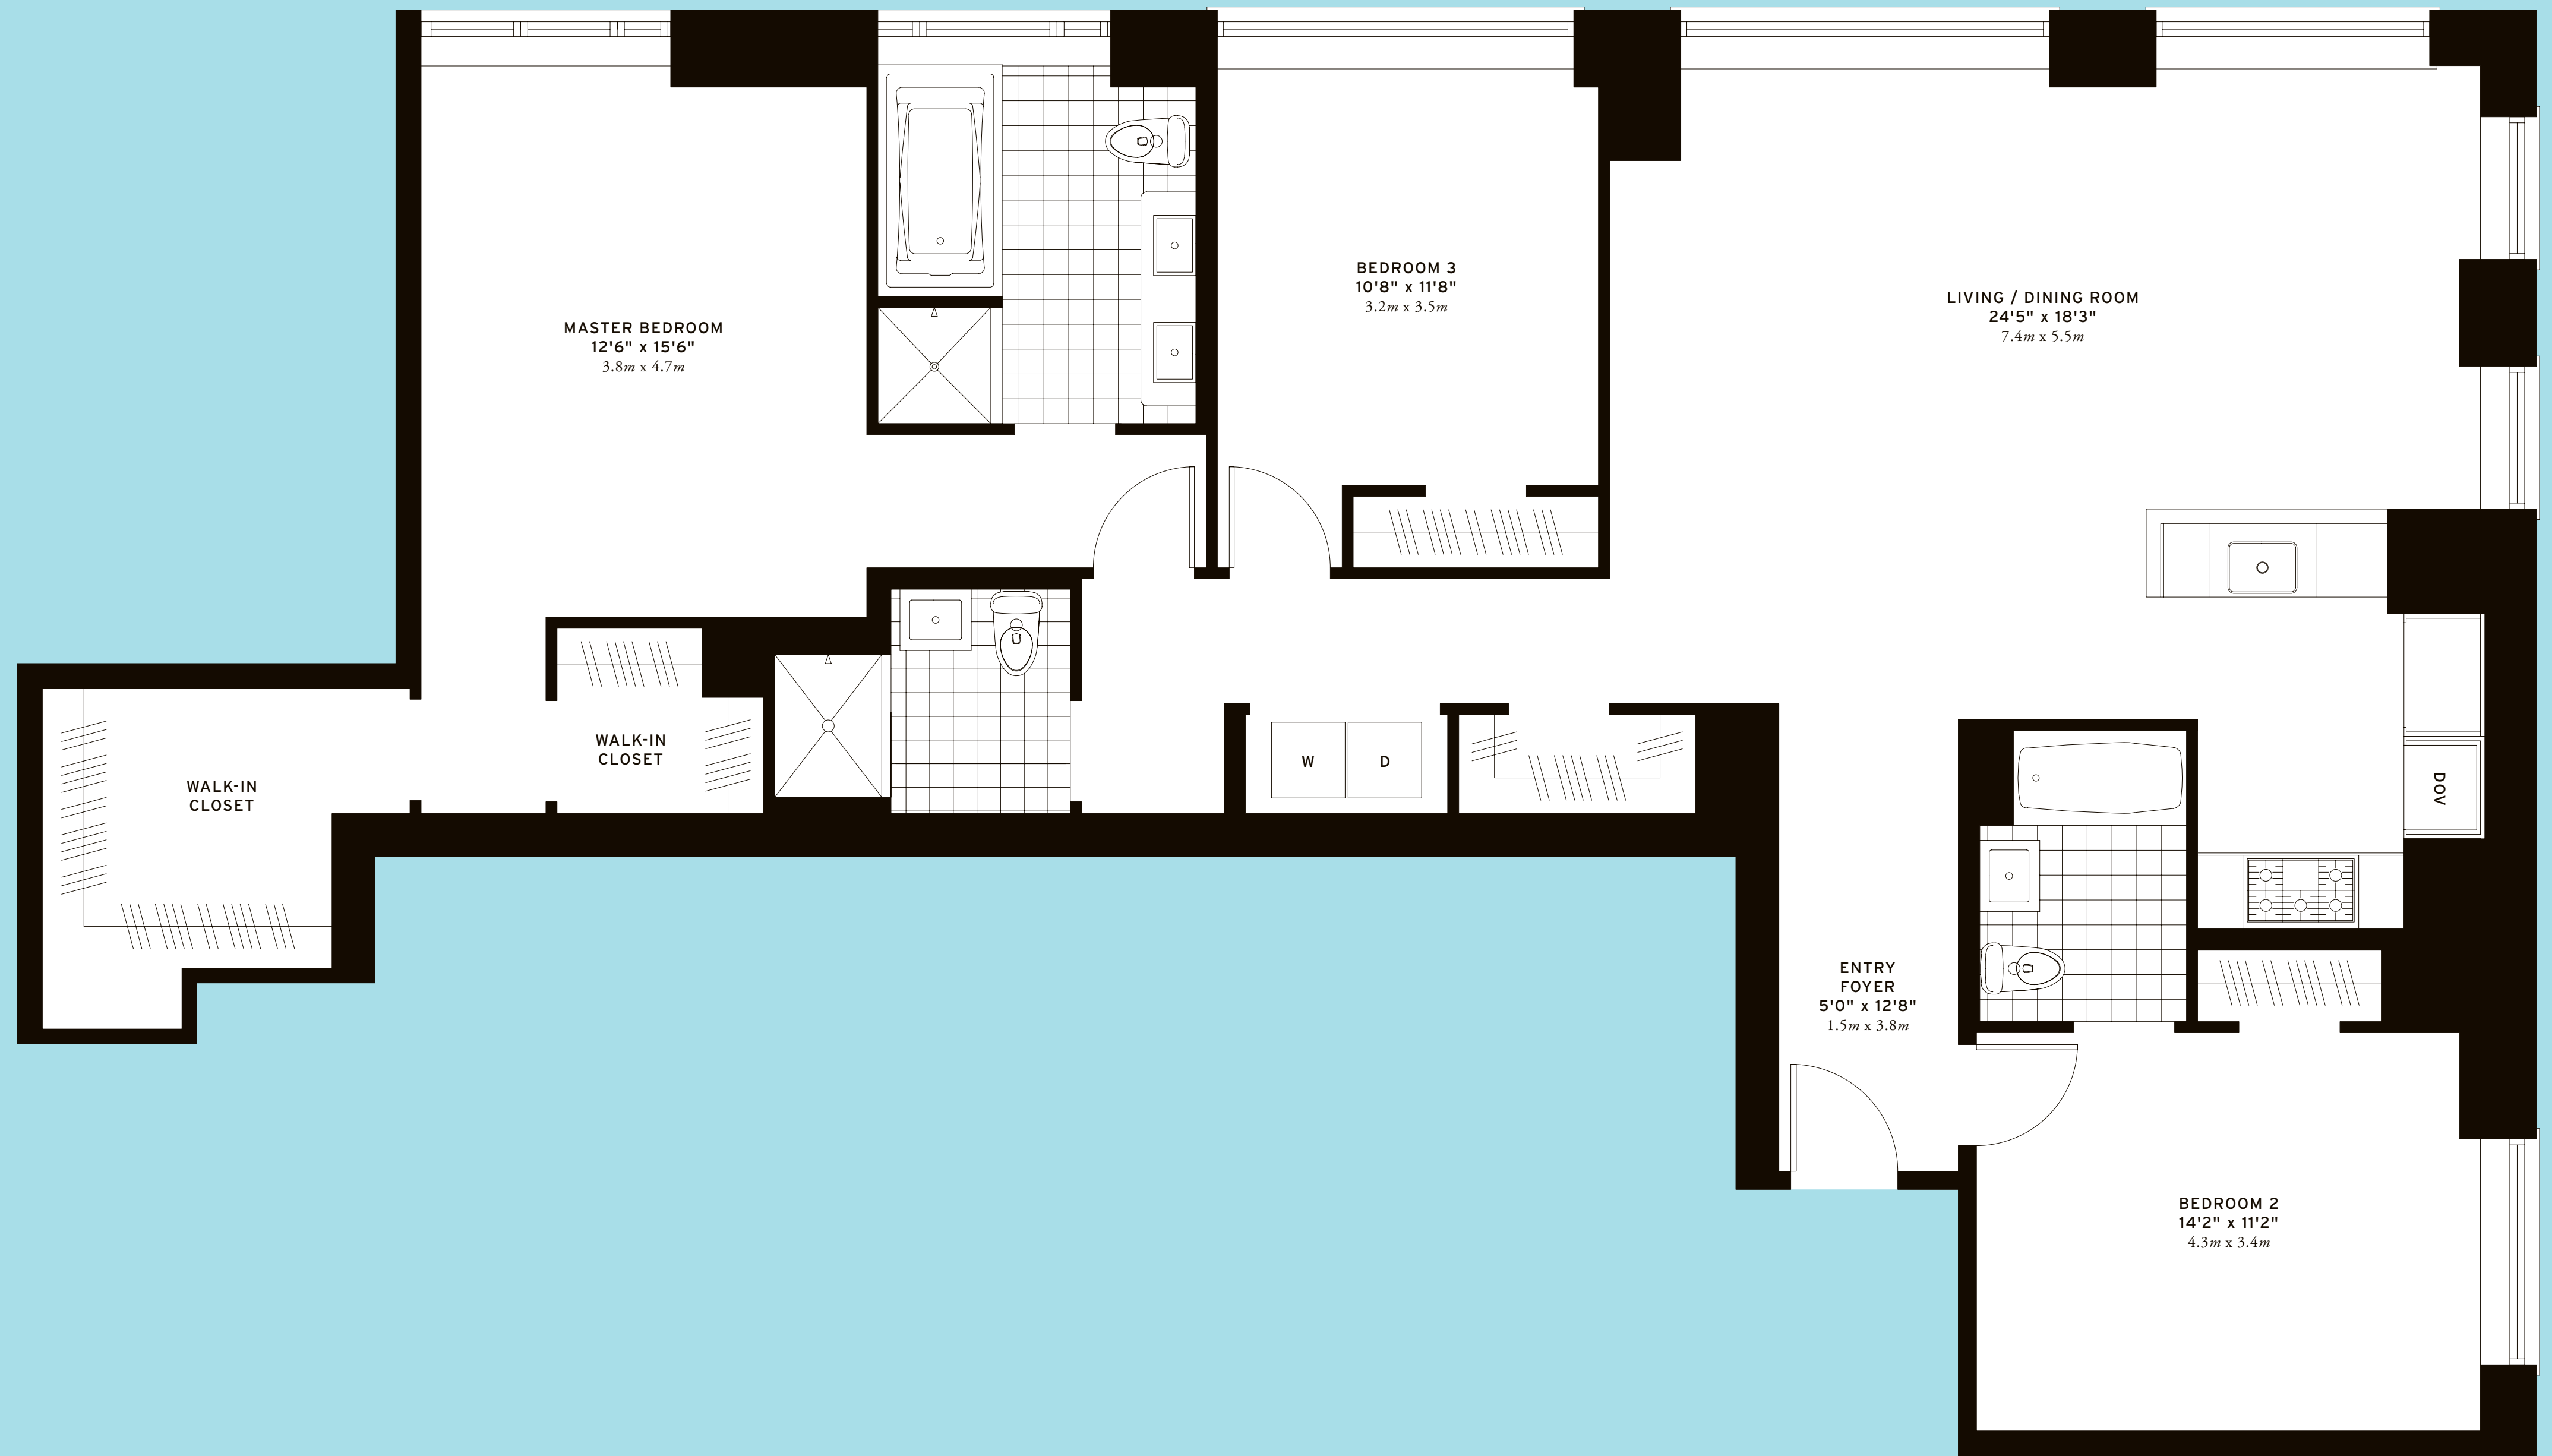 MASTER BEDROOM
12'6" x 15'6"
3.8m x 4.7m
BEDROOM 3
10'8" x 11'8"
3.2m x 3.5m
LIVING / DINING ROOM
24'5" x 18'3"
7.4m x 5.5m
WALK-IN
CLOSET
WALK-IN
CLOSET
W
D
DOV
ENTRY
FOYER
5'0" x 12'8"
1.5m x 3.8m
BEDROOM 2
14'2" x 11'2"
4.3m x 3.4m